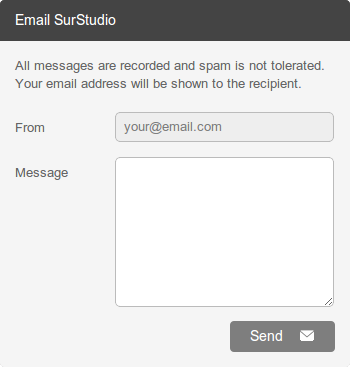 Email SurStudio
All messages are recorded and spam is not tolerated.
Your email address will be shown to the recipient.
From
your@email.com
Message
Send